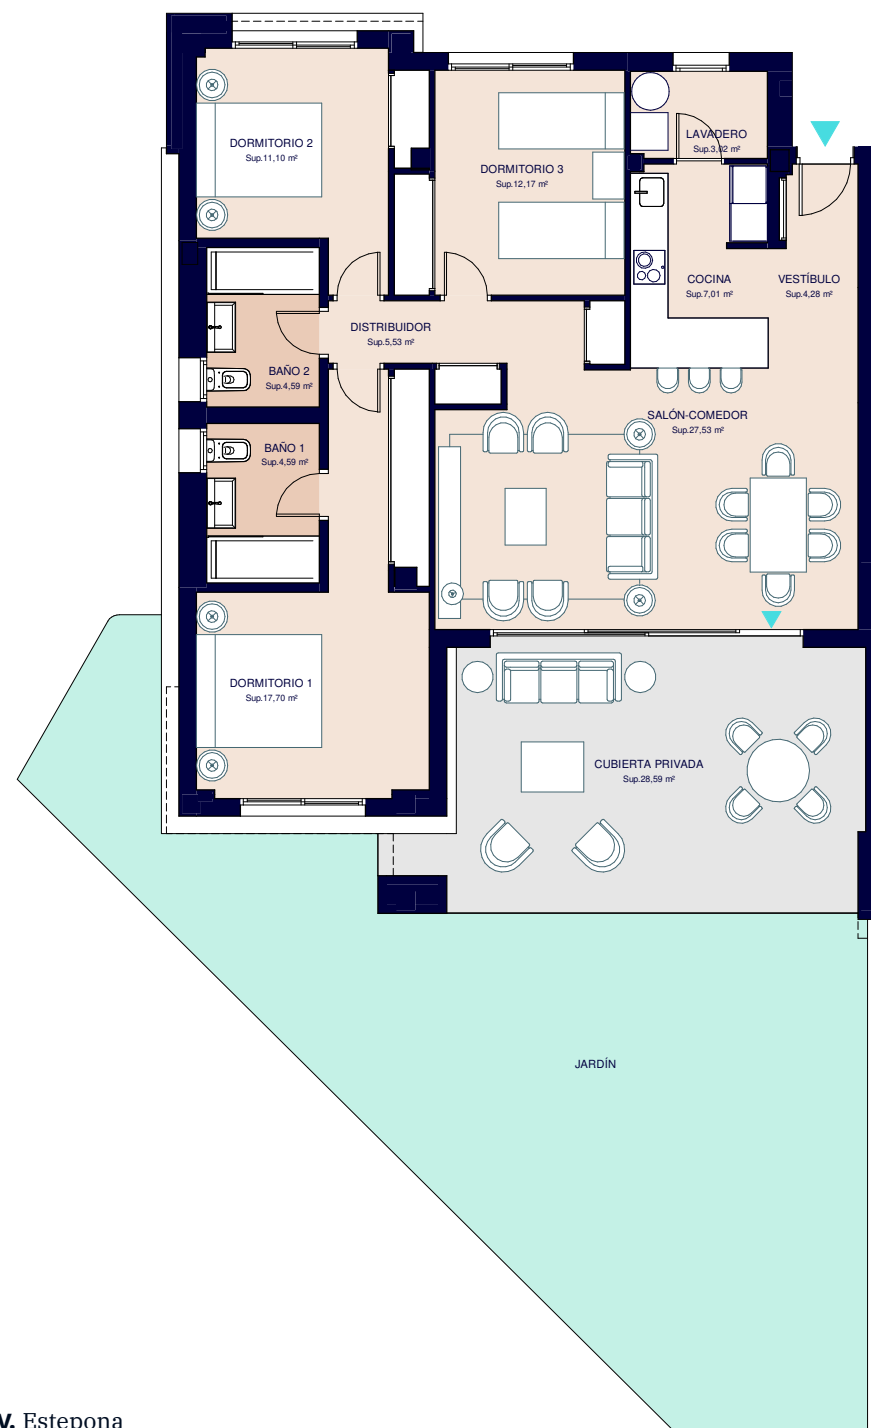 DORMITORIO 2
Sup.11,10 m²
DORMITORIO 3
Sup.12,17 m²
LAVADERO
Sup.3,02 m²
COCINA
Sup.7,01 m²
VESTÍBULO
Sup.4,28 m²
DISTRIBUIDOR
Sup.5,53 m²
BAÑO 2
Sup.4,59 m²
SALÓN-COMEDOR
Sup.27,53 m²
BAÑO 1
Sup.4,59 m²
DORMITORIO 1
Sup.17,70 m²
CUBIERTA PRIVADA
Sup.28,59 m²
JARDÍN
Estepona